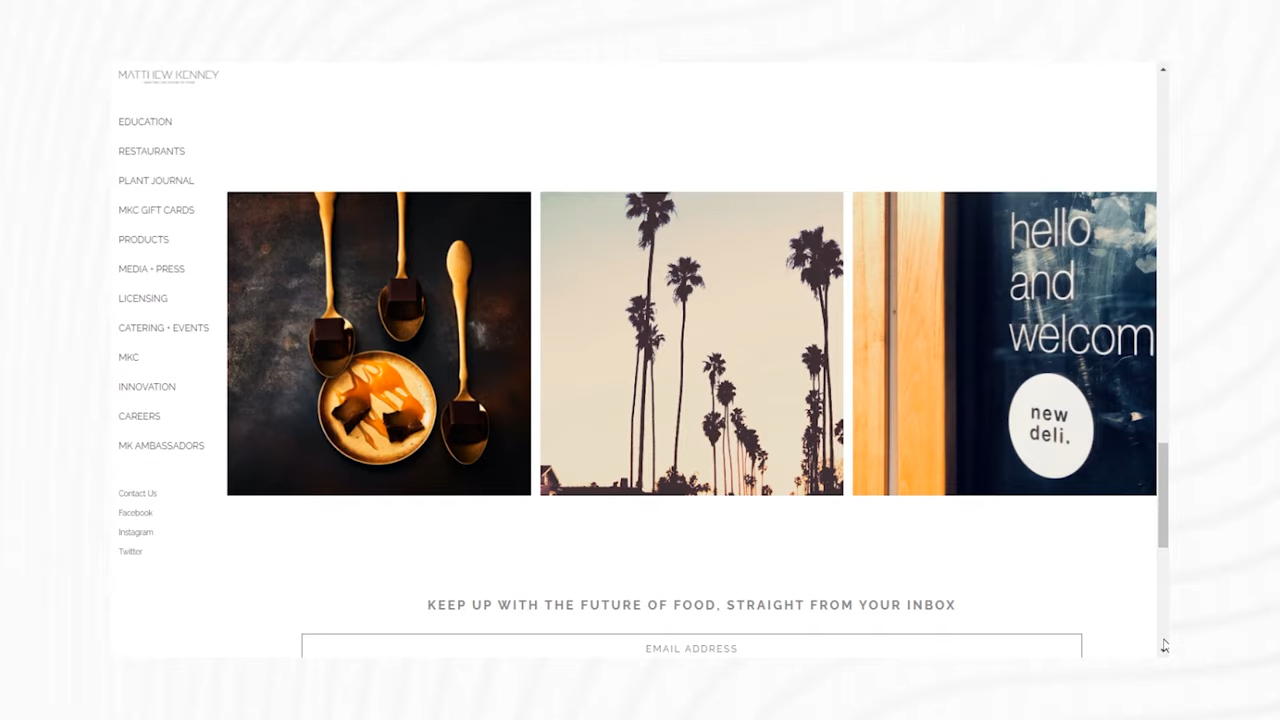 MATTHEW KENNEY
EDUCATION
RESTAURANTS
PLANT JOURNAL
MKC GIFT CARDS
PRODUCTS
MEDIA + PRESS
LICENSING
CATERING + EVENTS
MKC
INNOVATION
CAREERS
MK AMBASSADORS
Contact Us
Facebook
Instagram
Twitter
hello
and
welcom
new
deli.
KEEP UP WITH THE FUTURE OF FOOD, STRAIGHT FROM YOUR INBOX
EMAIL ADDRESS